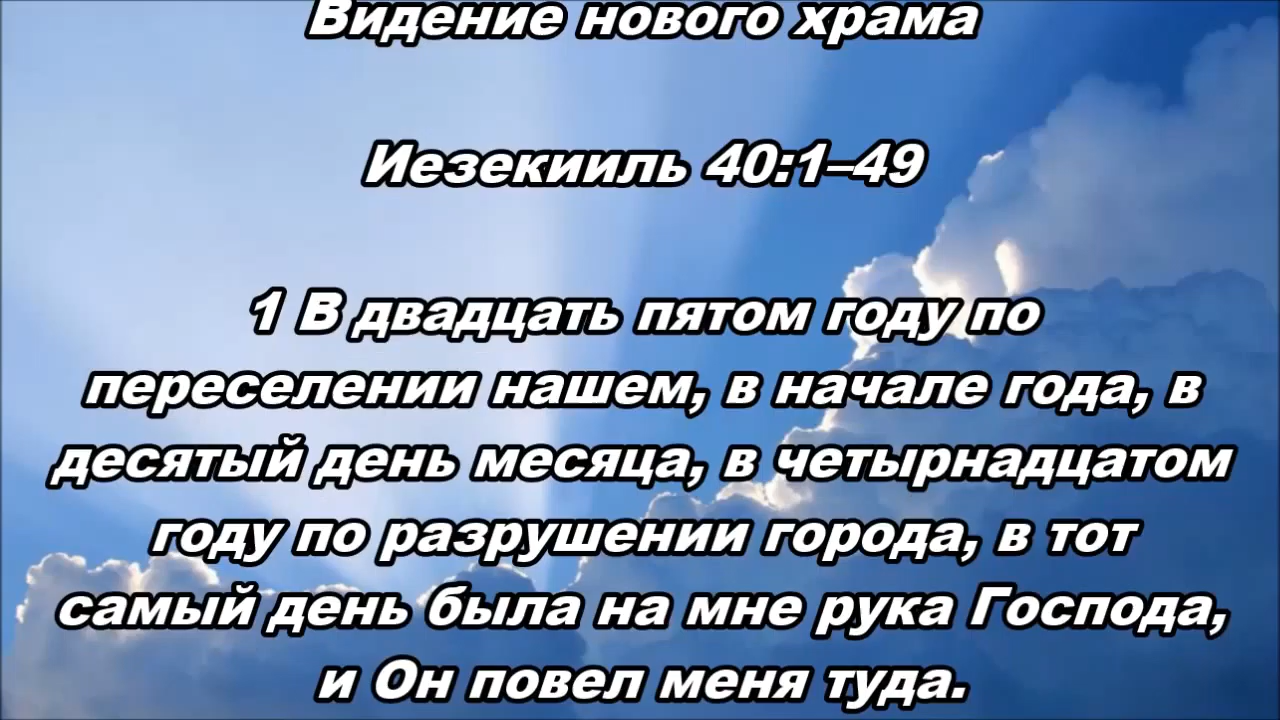 Видение нового храма
Иезекииль 40:1–49
1 В двадцать пятом году по
переселении нашем, в начале года, в
десятый день месяца, в четырнадцатом
году по разрушении города, в тот
самый день была на мне рука Господа,
и Он повел меня туда.